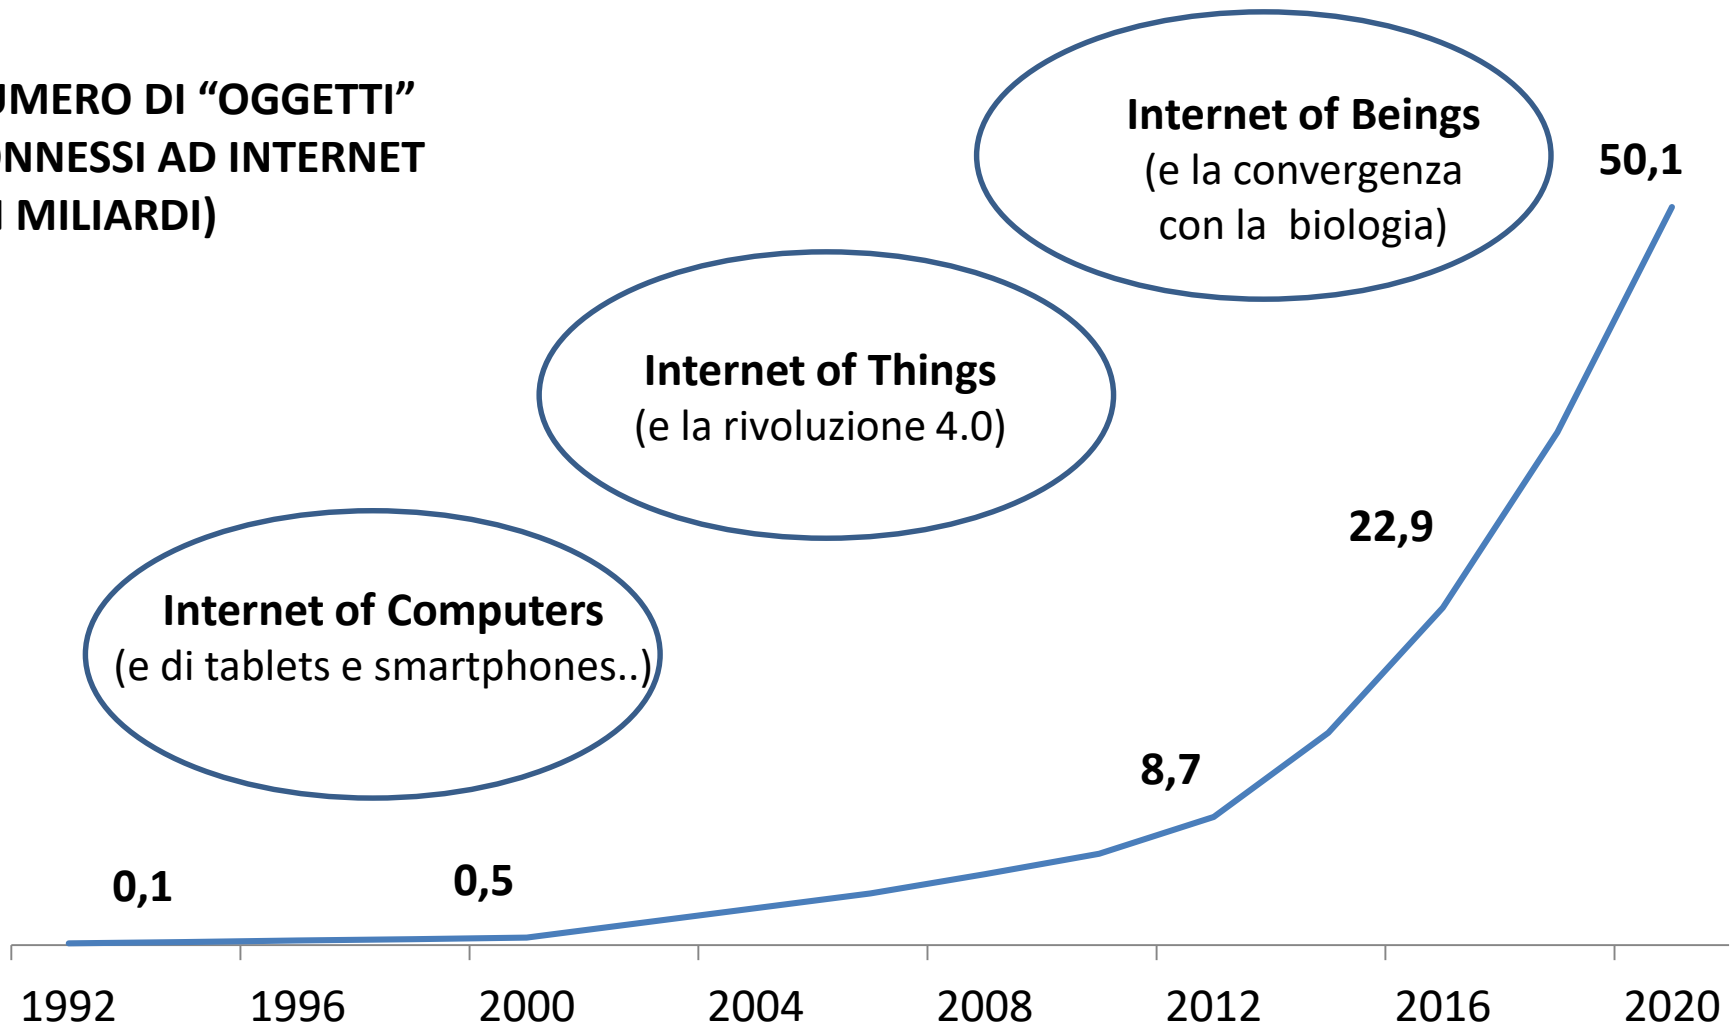 UMERO DI “OGGETTI”
ONNESSI AD INTERNET
MILIARDI)
Internet of Beings
(e la convergenza
con la biologia)
50,1
Internet of Things
(e la rivoluzione 4.0)
22,9
Internet of Computers
(e di tablets e smartphones..)
8,7
0,1
0,5
1992 1996 2000 2004 2008 2012 2016 2020